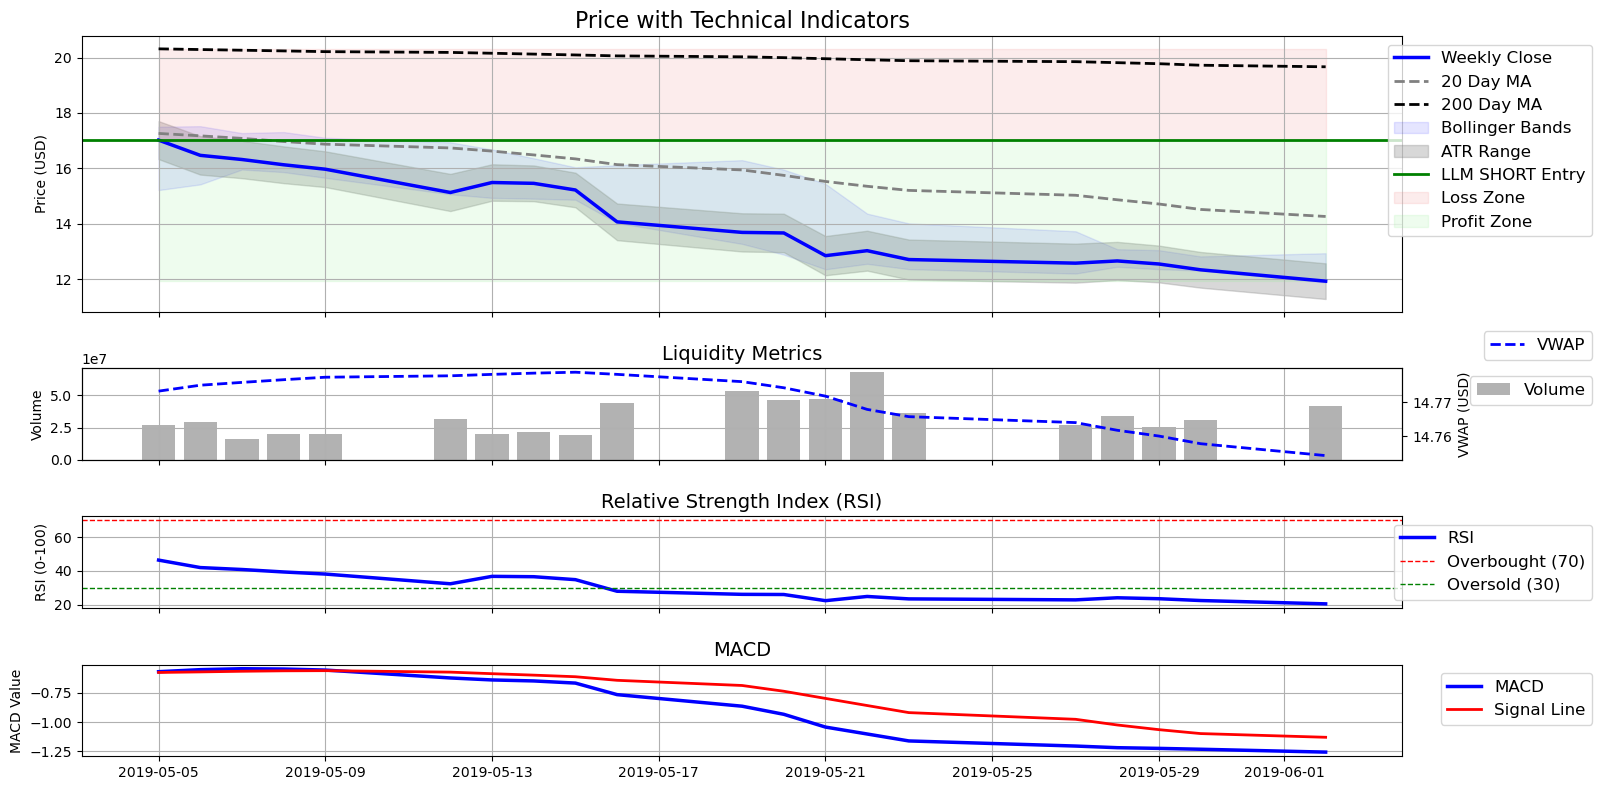 Price with Technical Indicators
Price (USD)
20
18
16
14
12
Weekly Close
20 Day MA
200 Day MA
Bollinger Bands
ATR Range
LLM SHORT Entry
Loss Zone
Profit Zone
Liquidity Metrics
1e7
Volume
5.0
2.5
0.0
14.77
14.76
VWAP (USD)
VWAP
Volume
Relative Strength Index (RSI)
RSI (0-100)
60
40
20
RSI
Overbought (70)
Oversold (30)
MACD
MACD Value
−0.75
−1.00
−1.25
MACD
Signal Line
2019-05-05 2019-05-09 2019-05-13 2019-05-17 2019-05-21 2019-05-25 2019-05-29 2019-06-01